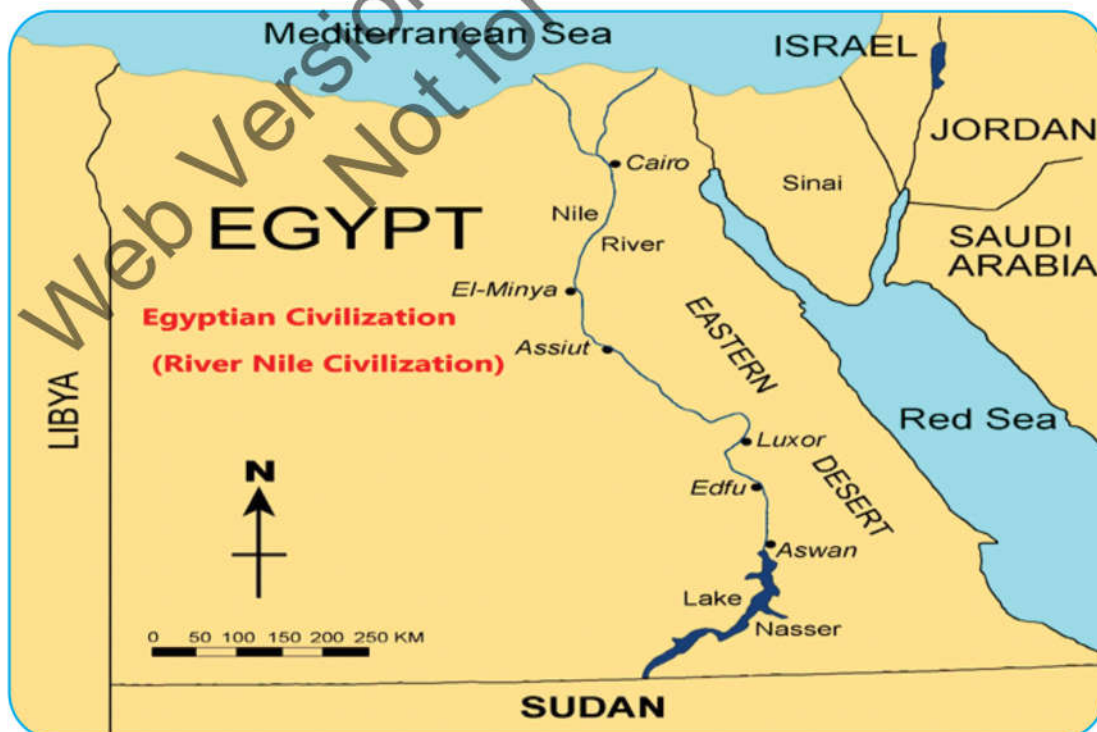 Mediterranean Sea
ISRAEL
JORDAN
Cairo
Sinai
Nile
River
EGYPT
SAUDI
ARABIA
El-Minya
Egyptian Civilization
(River Nile Civilization)
EASTERN
DESERT
Assiut
LIBYA
Red Sea
Luxor
N
Edfu
Aswan
Lake
Nasser
0 50 100 150 200 250 KM
SUDAN
Web Version
Not for